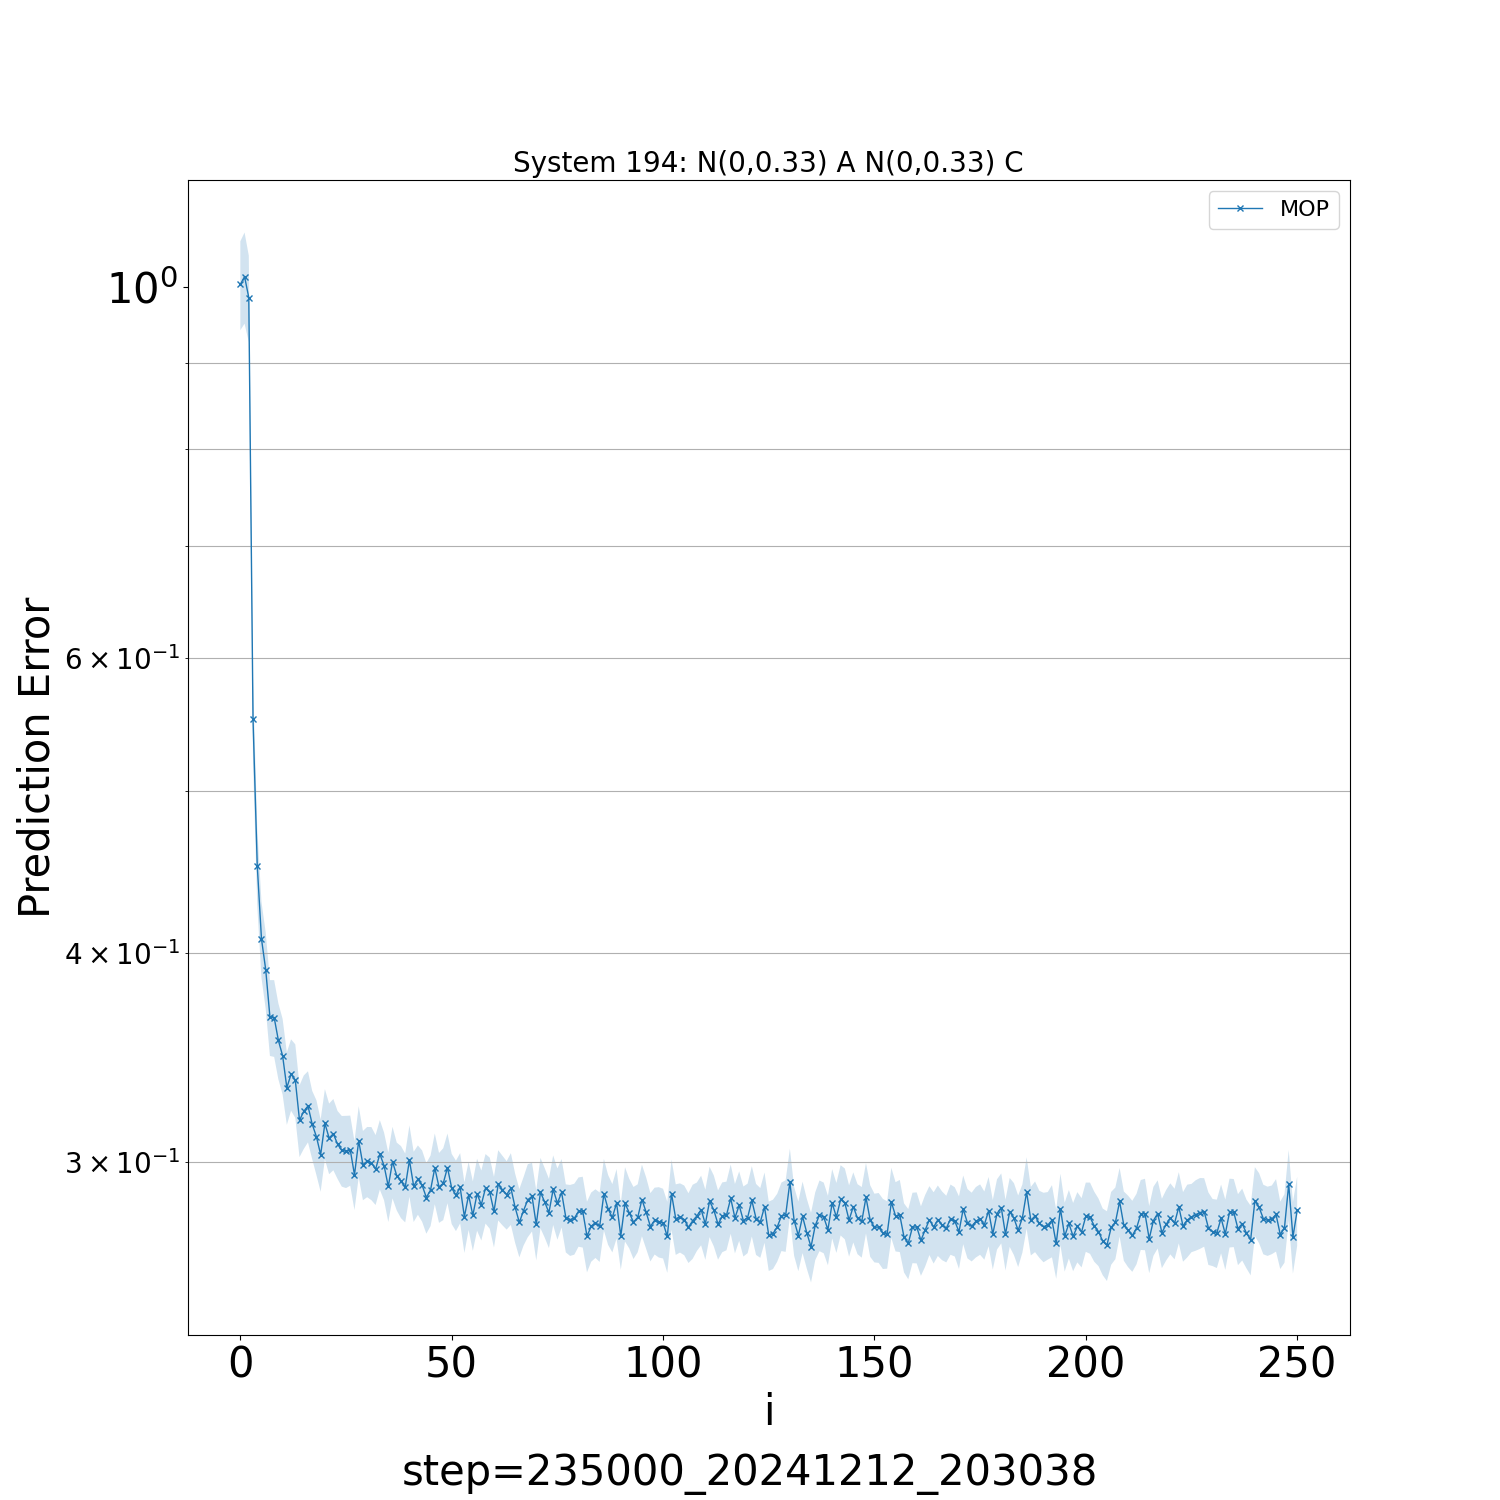 System 194: N(0,0.33) A N(0,0.33) C
MOP
10⁰
6 × 10⁻¹
4 × 10⁻¹
3 × 10⁻¹
Prediction Error
0 50 100 150 200 250
i
step=235000_20241212_203038